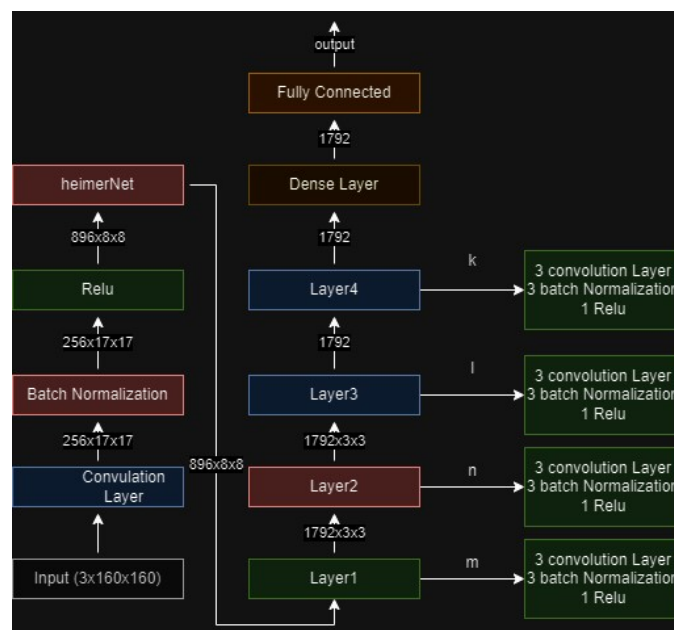 output
Fully Connected
1792
Dense Layer
1792
heimerNet
896x8x8
Relu
256x17x17
Batch Normalization
256x17x17
Convulation
Layer
Input (3x160x160)
896x8x8
Layer4
k
3 convolution Layer
3 batch Normalization
1 Relu
1792
Layer3
l
3 convolution Layer
3 batch Normalization
1 Relu
1792x3x3
Layer2
n
3 convolution Layer
3 batch Normalization
1 Relu
1792x3x3
Layer1
m
3 convolution Layer
3 batch Normalization
1 Relu